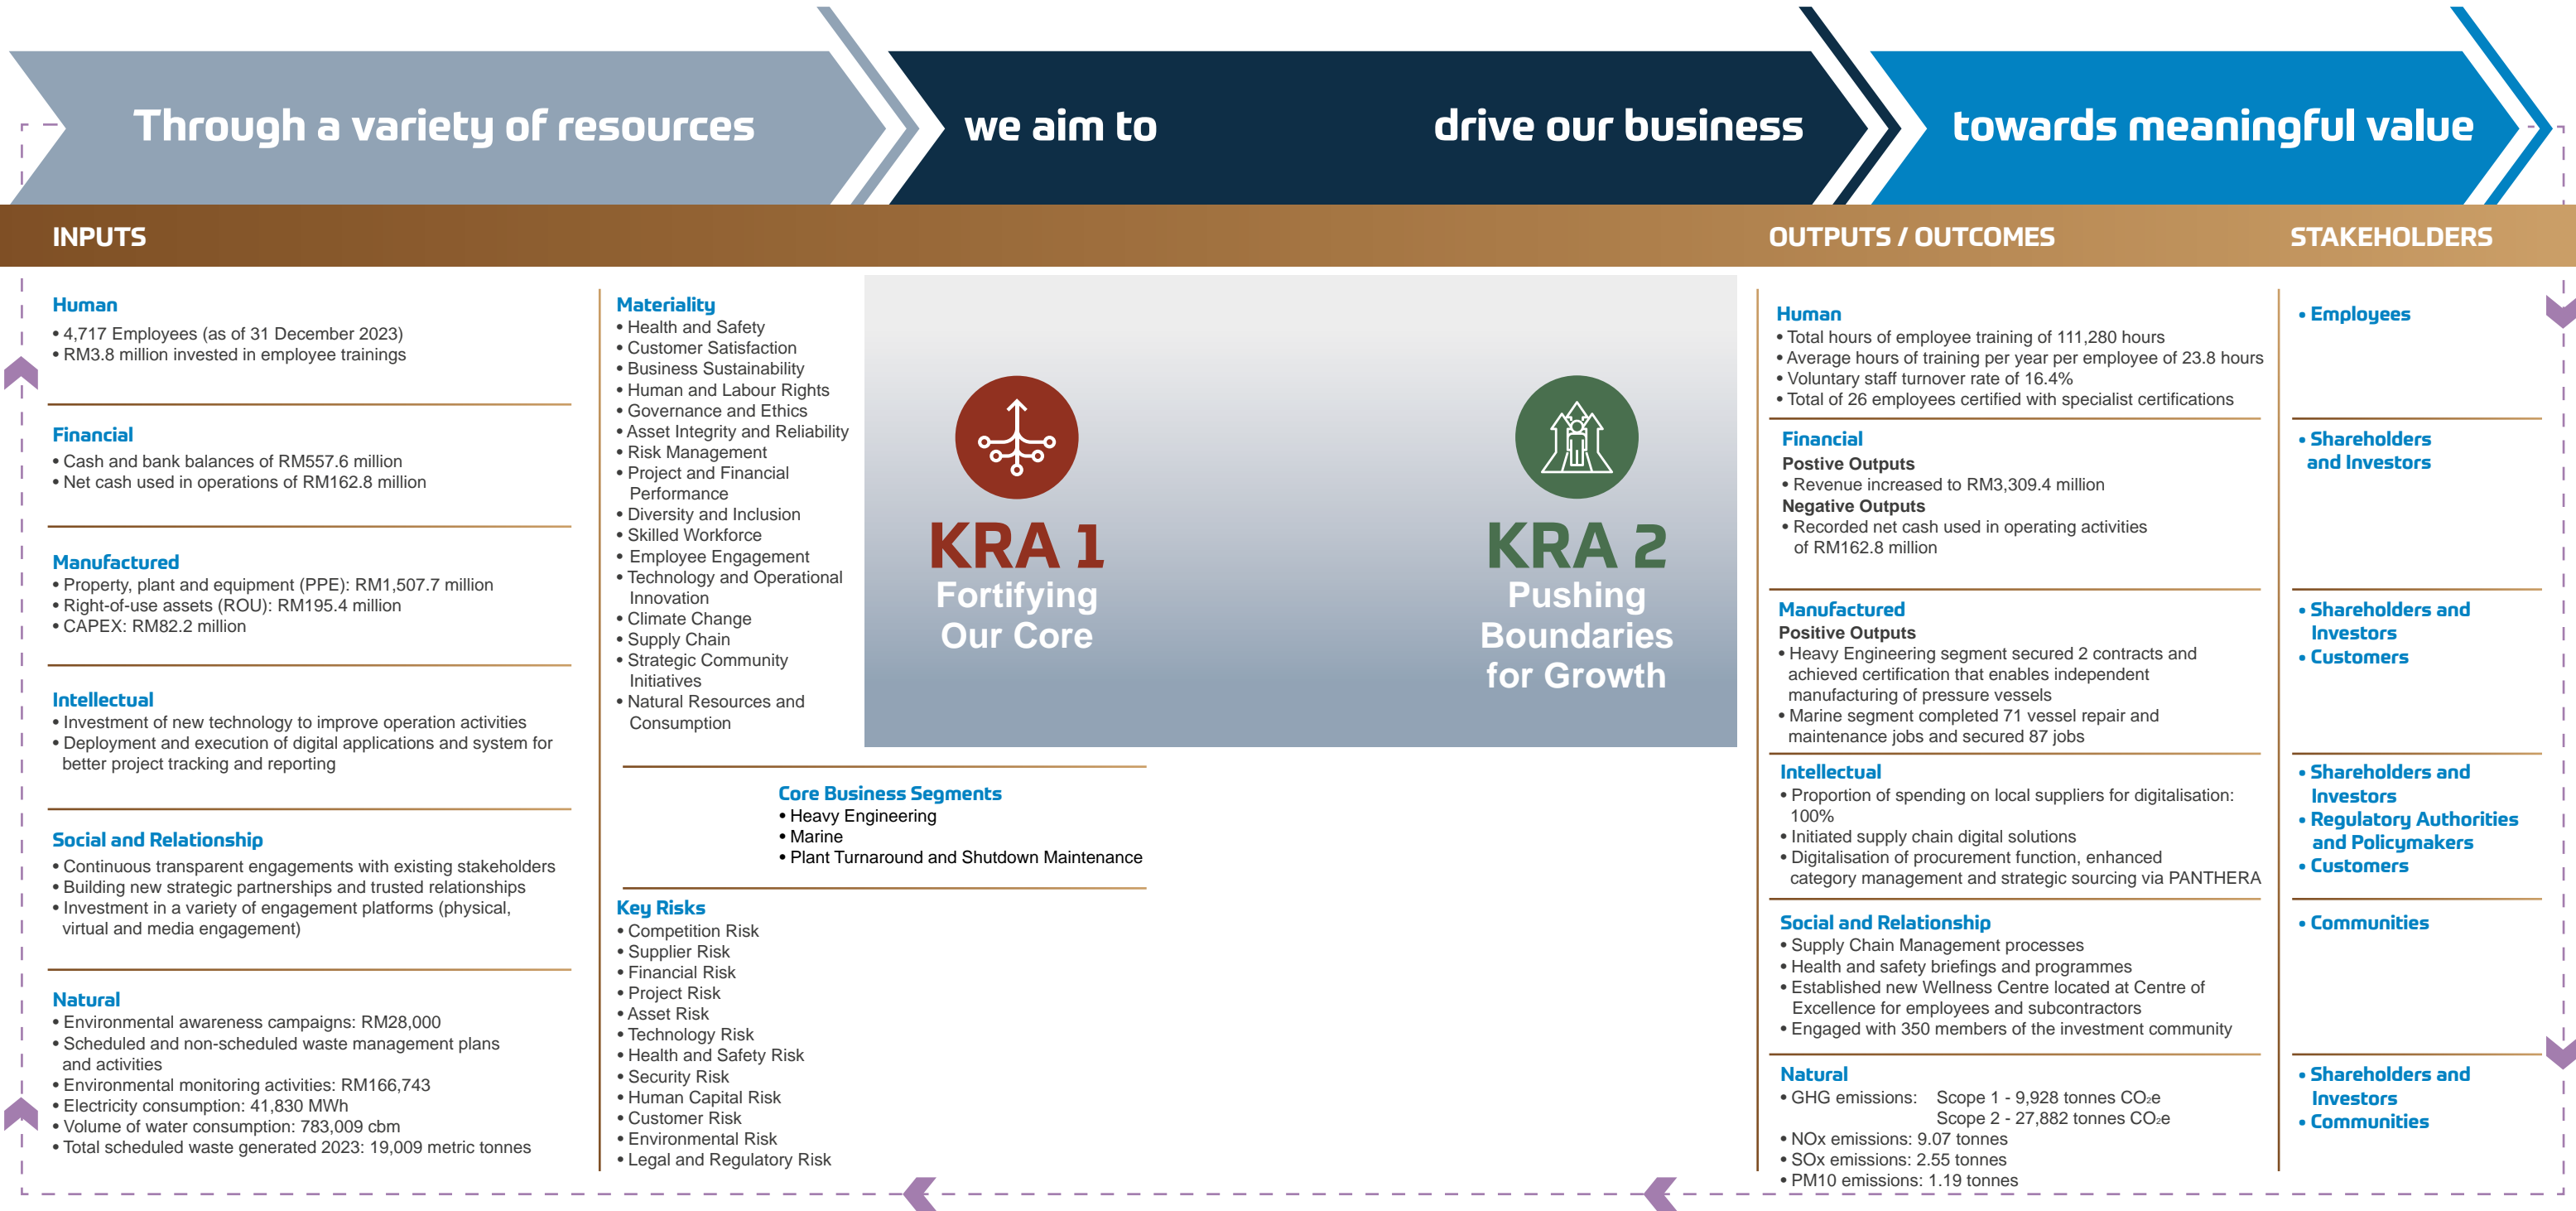 Through a variety of resources
we aim to
drive our business
towards meaningful value
INPUTS
OUTPUTS / OUTCOMES
STAKEHOLDERS
Human
• 4,717 Employees (as of 31 December 2023)
• RM3.8 million invested in employee trainings
Financial
• Cash and bank balances of RM557.6 million
• Net cash used in operations of RM162.8 million
Manufactured
• Property, plant and equipment (PPE): RM1,507.7 million
• Right-of-use assets (ROU): RM195.4 million
• CAPEX: RM82.2 million
Intellectual
• Investment of new technology to improve operation activities
• Deployment and execution of digital applications and system for
better project tracking and reporting
Social and Relationship
• Continuous transparent engagements with existing stakeholders
• Building new strategic partnerships and trusted relationships
• Investment in a variety of engagement platforms (physical,
virtual and media engagement)
Natural
• Environmental awareness campaigns: RM28,000
• Scheduled and non-scheduled waste management plans
and activities
• Environmental monitoring activities: RM166,743
• Electricity consumption: 41,830 MWh
• Volume of water consumption: 783,009 cbm
• Total scheduled waste generated 2023: 19,009 metric tonnes
Materiality
• Health and Safety
• Customer Satisfaction
• Business Sustainability
• Human and Labour Rights
• Governance and Ethics
• Asset Integrity and Reliability
• Risk Management
• Project and Financial
Performance
• Diversity and Inclusion
• Skilled Workforce
• Employee Engagement
• Technology and Operational
Innovation
• Climate Change
• Supply Chain
• Strategic Community
Initiatives
• Natural Resources and
Consumption
KRA 1
Fortifying
Our Core
KRA 2
Pushing
Boundaries
for Growth
Core Business Segments
• Heavy Engineering
• Marine
• Plant Turnaround and Shutdown Maintenance
Key Risks
• Competition Risk
• Supplier Risk
• Financial Risk
• Project Risk
• Asset Risk
• Technology Risk
• Health and Safety Risk
• Security Risk
• Human Capital Risk
• Customer Risk
• Environmental Risk
• Legal and Regulatory Risk
Human
• Total hours of employee training of 111,280 hours
• Average hours of training per year per employee of 23.8 hours
• Voluntary staff turnover rate of 16.4%
• Total of 26 employees certified with specialist certifications
• Employees
Financial
Postive Outputs
• Revenue increased to RM3,309.4 million
Negative Outputs
• Recorded net cash used in operating activities
of RM162.8 million
• Shareholders
and Investors
Manufactured
Positive Outputs
• Heavy Engineering segment secured 2 contracts and
achieved certification that enables independent
manufacturing of pressure vessels
• Marine segment completed 71 vessel repair and
maintenance jobs and secured 87 jobs
• Shareholders and
Investors
• Customers
Intellectual
• Proportion of spending on local suppliers for digitalisation:
100%
• Initiated supply chain digital solutions
• Digitalisation of procurement function, enhanced
category management and strategic sourcing via PANTHERA
• Shareholders and
Investors
• Regulatory Authorities
and Policymakers
• Customers
Social and Relationship
• Supply Chain Management processes
• Health and safety briefings and programmes
• Established new Wellness Centre located at Centre of
Excellence for employees and subcontractors
• Engaged with 350 members of the investment community
• Communities
Natural
• GHG emissions: Scope 1 - 9,928 tonnes CO₂e
Scope 2 - 27,882 tonnes CO₂e
• NOx emissions: 9.07 tonnes
• SOx emissions: 2.55 tonnes
• PM10 emissions: 1.19 tonnes
• Shareholders and
Investors
• Communities